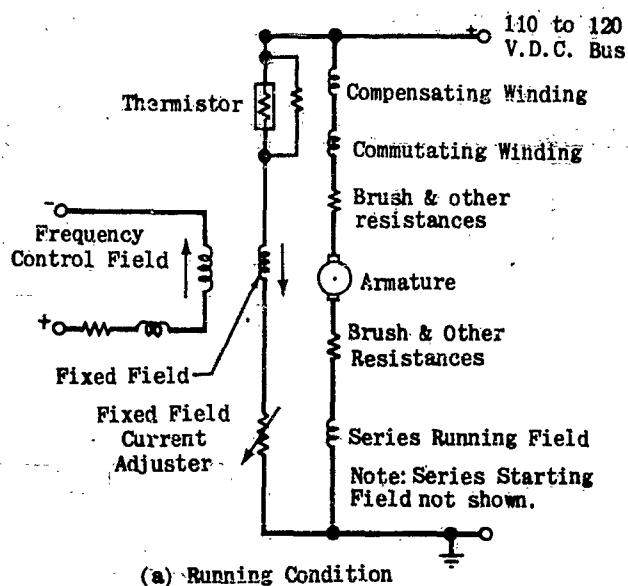 110 to 120
V.D.C. Bus
+
Thermistor
Compensating Winding
Commutating Winding
Brush & other
resistances
-
Frequency
Control Field
+
Armature
Brush & Other
Resistances
Fixed Field
Fixed Field
Current
Adjuster
Series Running Field
Note: Series Starting
Field not shown.
(a) Running Condition